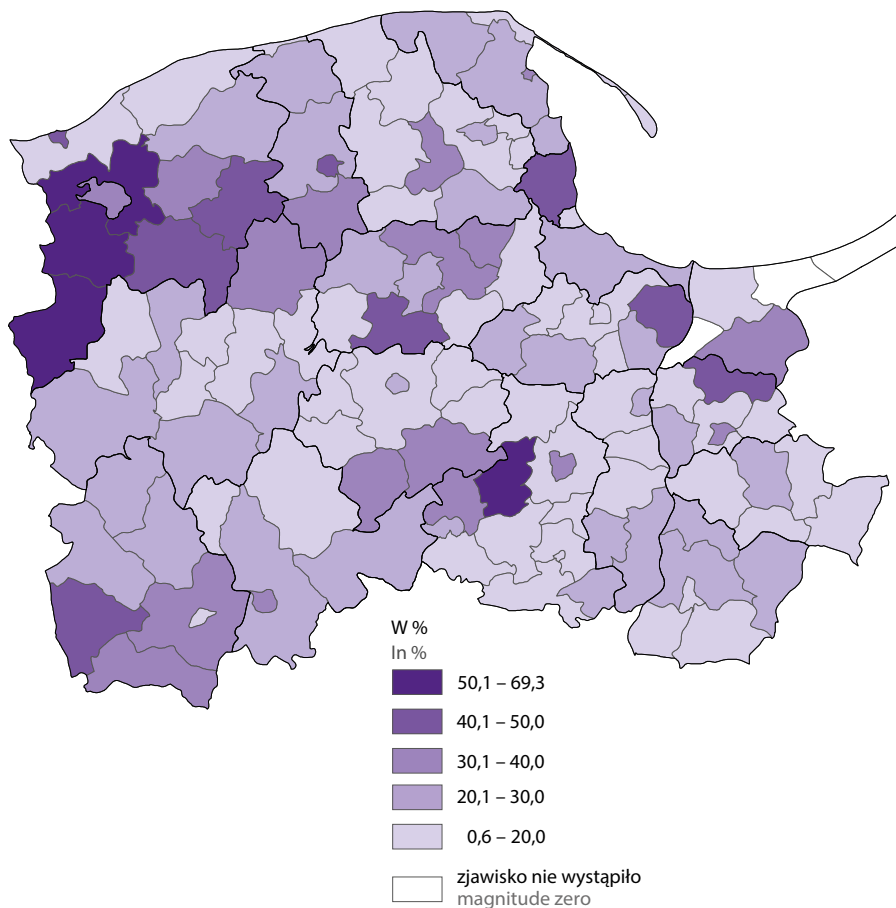 W %
In %
50,1 – 69,3
40,1 – 50,0
30,1 – 40,0
20,1 – 30,0
0,6 – 20,0
zjawisko nie wystąpiło
magnitude zero